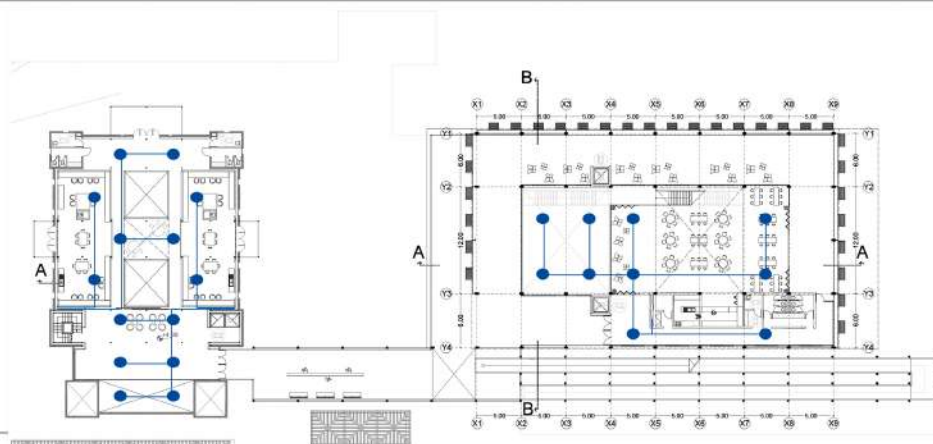 B
X1 X2 X3 X4 X5 X6 X7 X8 X9
5.00 5.00 5.00 5.00 5.00 5.00 5.00 5.00
Y1 Y1
6.00 6.00
Y2 Y2
A A A
12.00 12.00
Y3 Y3
6.00 6.00
Y4 Y4
B
5.00 5.00 5.00 5.00 5.00 5.00 5.00 5.00
X1 X2 X3 X4 X5 X6 X7 X8 X9